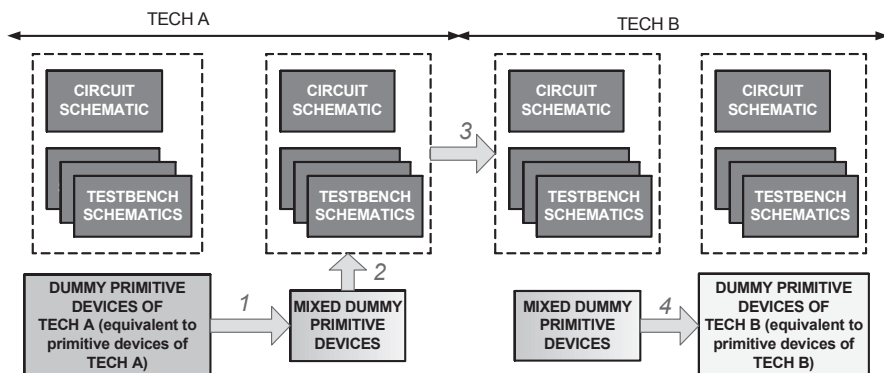 TECH A
TECH B
CIRCUIT
SCHEMATIC
TESTBENCH
SCHEMATICS
CIRCUIT
SCHEMATIC
TESTBENCH
SCHEMATICS
3
CIRCUIT
SCHEMATIC
TESTBENCH
SCHEMATICS
CIRCUIT
SCHEMATIC
TESTBENCH
SCHEMATICS
DUMMY PRIMITIVE
DEVICES OF
TECH A (equivalent to
primitive devices of
TECH A)
1
2
MIXED DUMMY
PRIMITIVE
DEVICES
MIXED DUMMY
PRIMITIVE
DEVICES
4
DUMMY PRIMITIVE
DEVICES OF
TECH B (equivalent to
primitive devices of
TECH B)